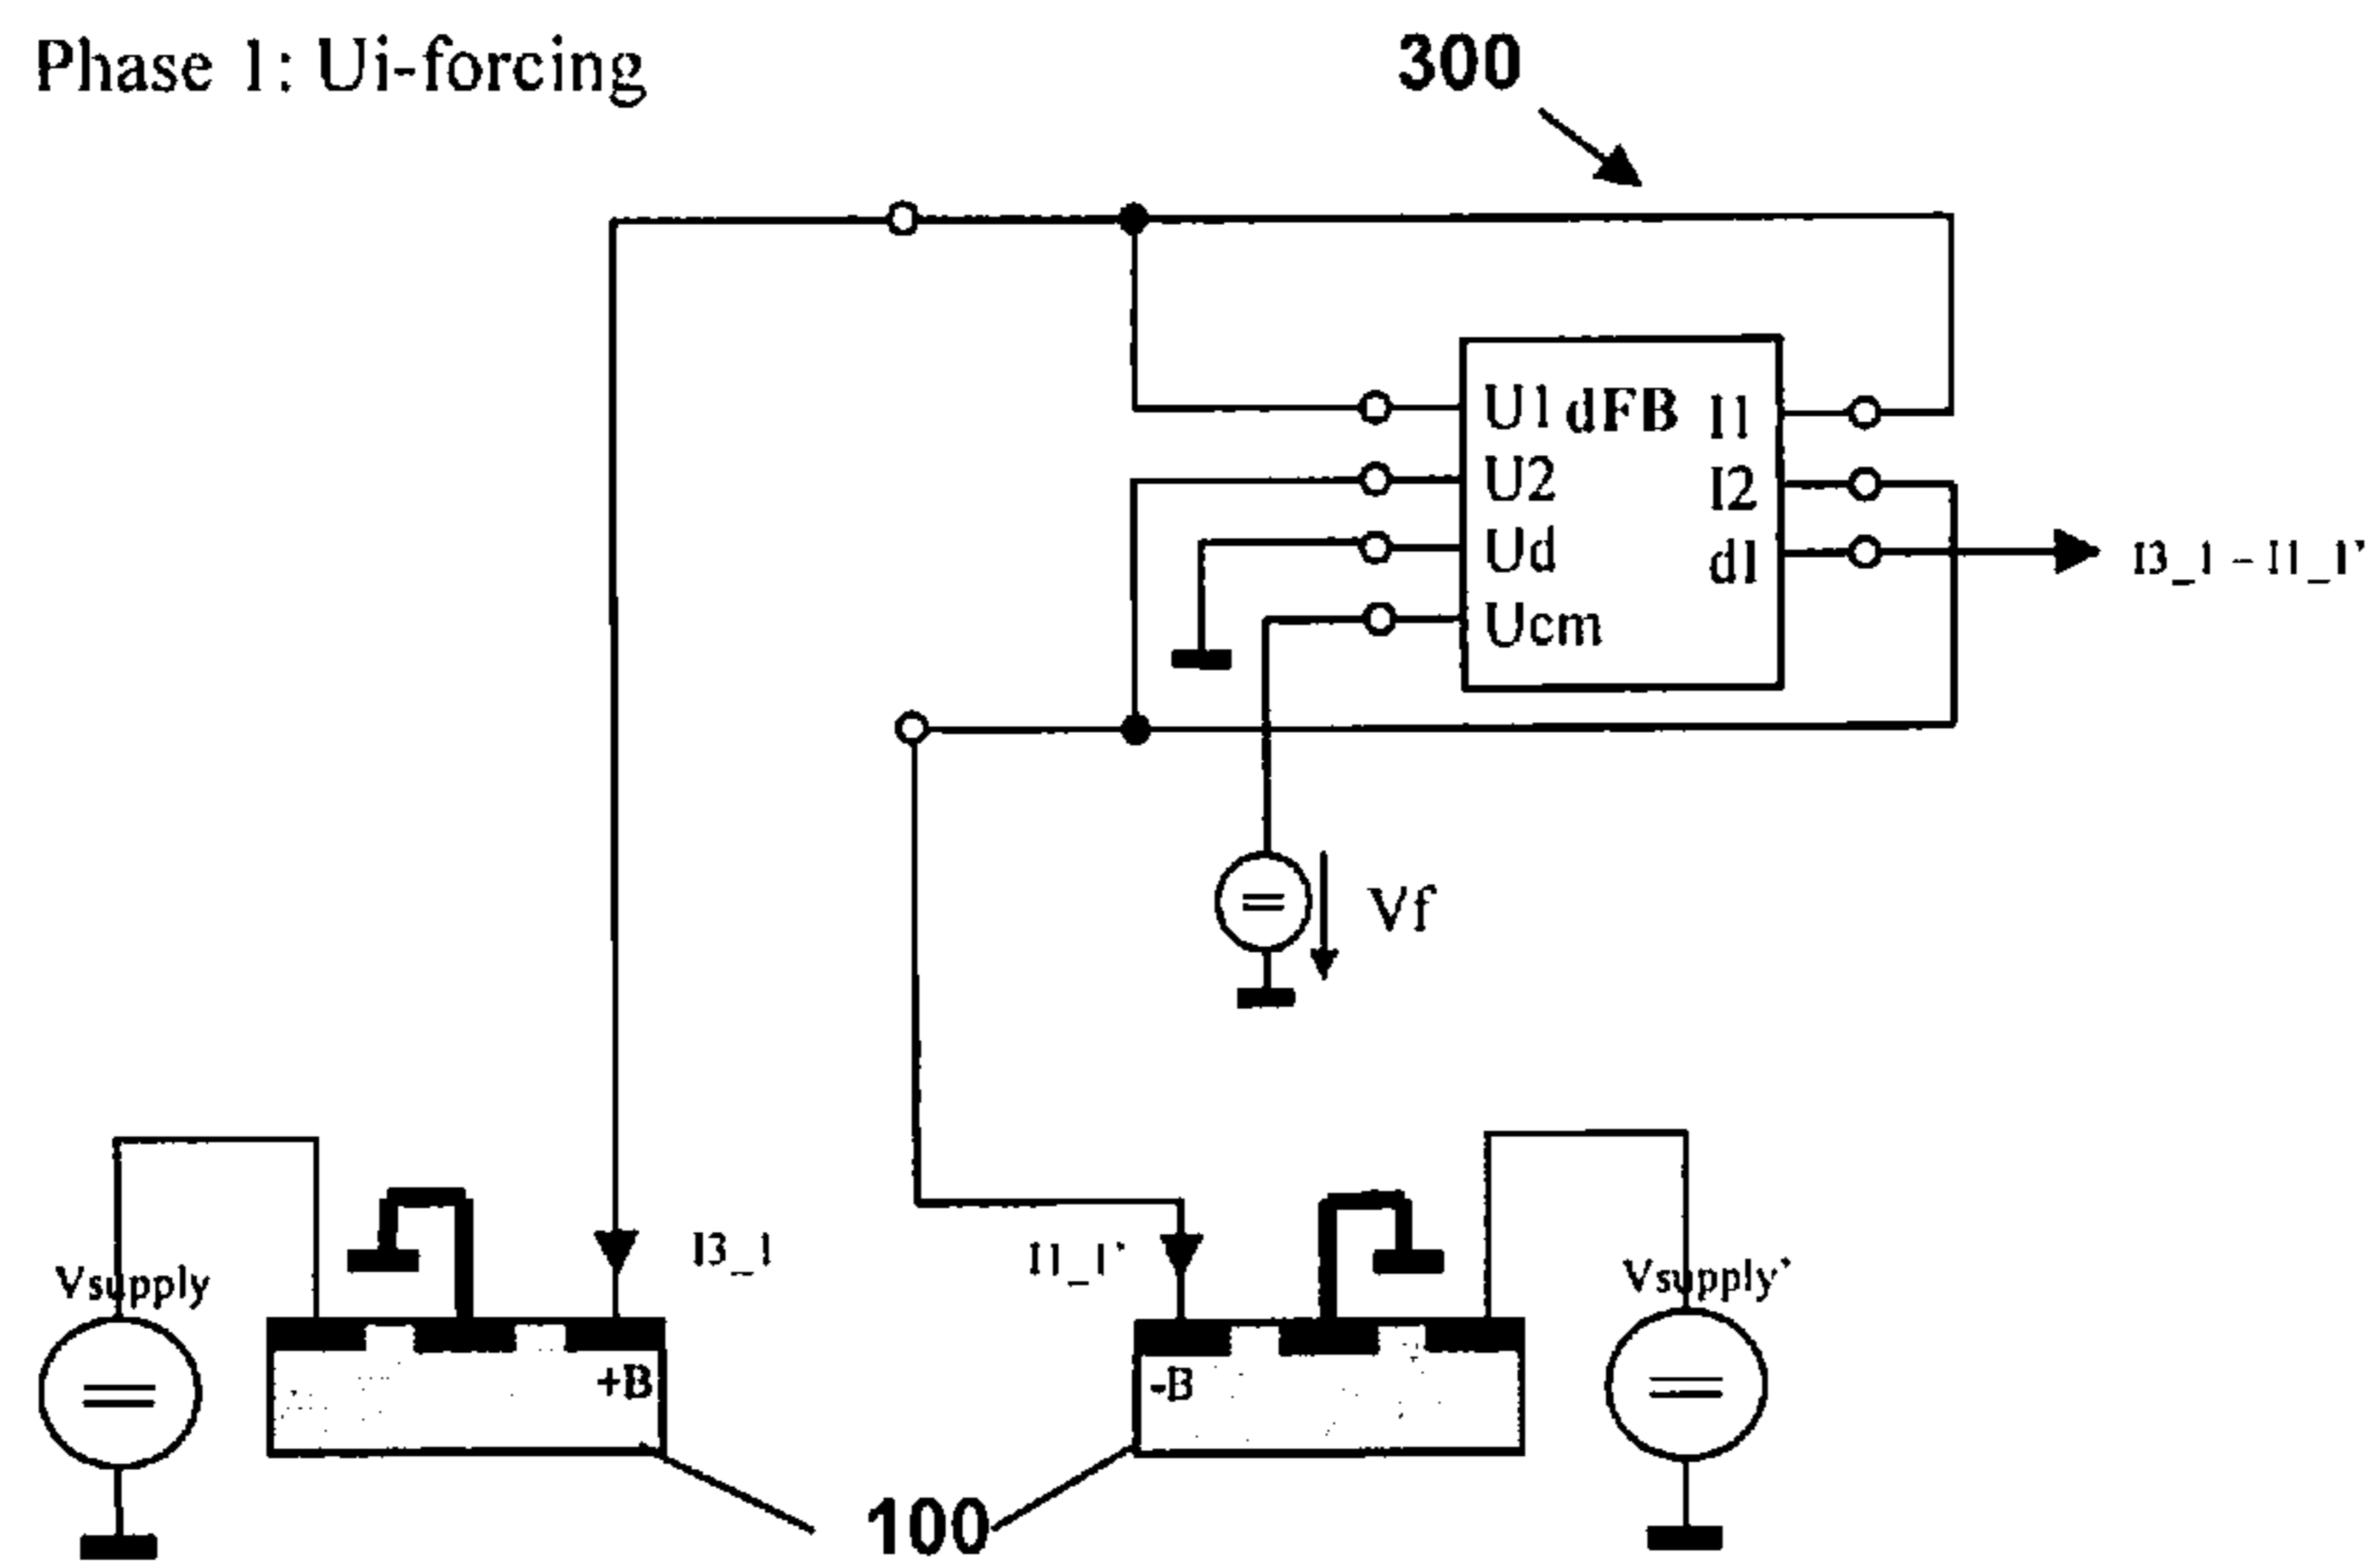 Phase 1: Ui-forcing
300
U1 dFB I1
U2 I2
Ud dI
Ucm
I3_1 – I1_1’
Vf
I3_1
I1_1’
Vsupply
Vsupply’
+B
-B
100